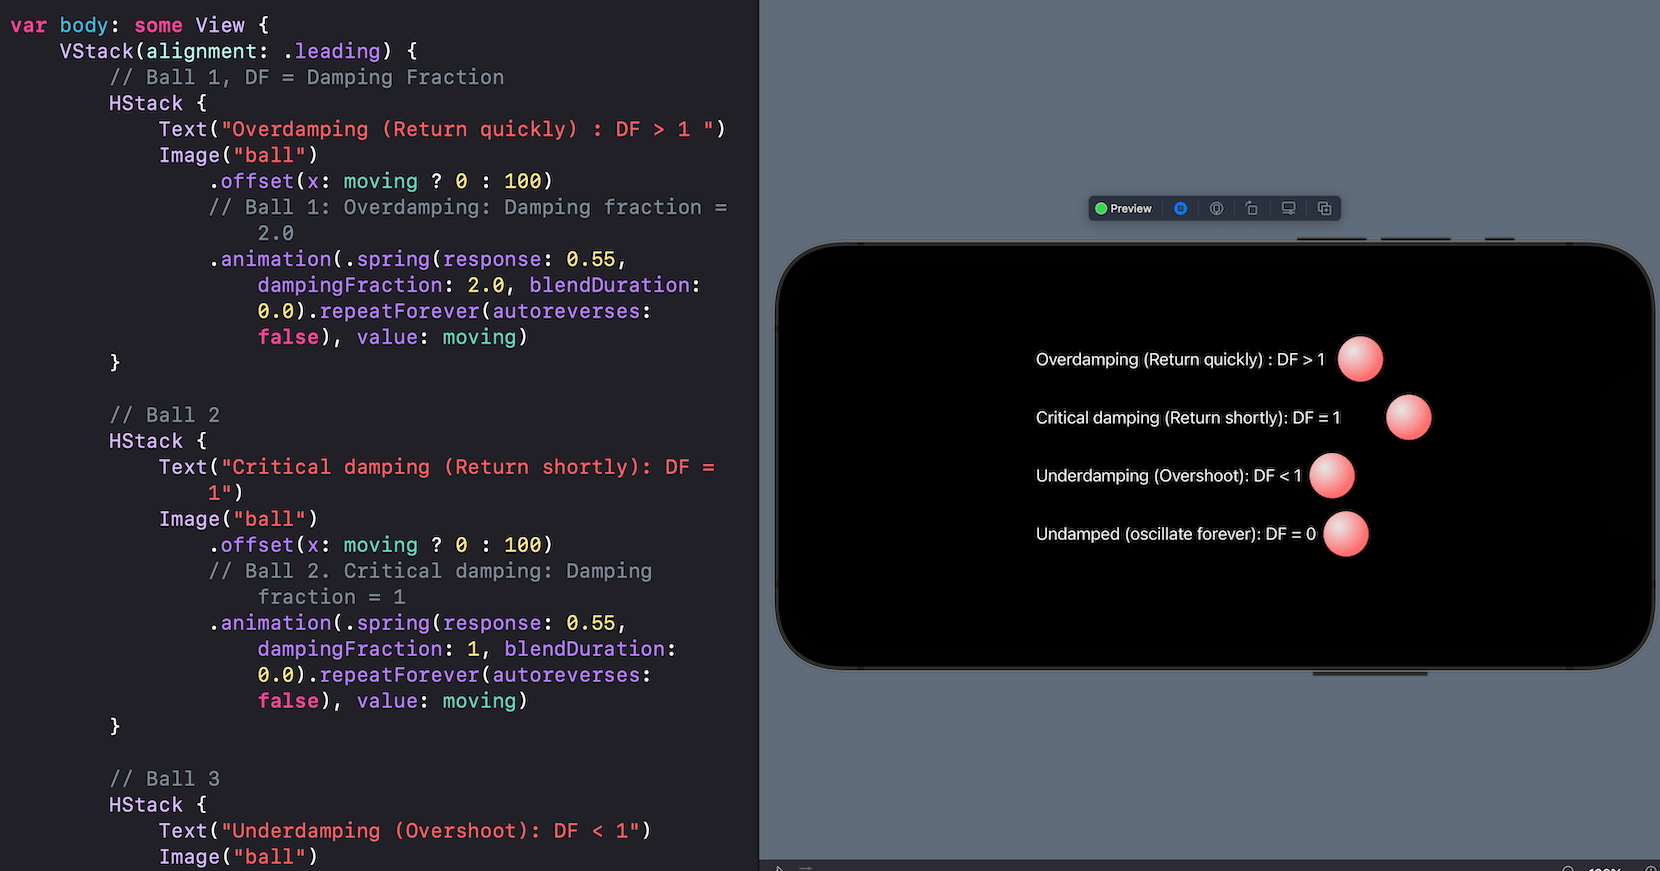 var body: some View {
VStack(alignment: .leading) {
// Ball 1, DF = Damping Fraction
HStack {
Text("Overdamping (Return quickly) : DF > 1 ")
Image("ball")
.offset(x: moving ? 0 : 100)
// Ball 1: Overdamping: Damping fraction =
2.0
.animation(.spring(response: 0.55,
dampingFraction: 2.0, blendDuration:
0.0).repeatForever(autoreverses:
false), value: moving)
}
// Ball 2
HStack {
Text("Critical damping (Return shortly): DF =
1")
Image("ball")
.offset(x: moving ? 0 : 100)
// Ball 2. Critical damping: Damping
fraction = 1
.animation(.spring(response: 0.55,
dampingFraction: 1, blendDuration:
0.0).repeatForever(autoreverses:
false), value: moving)
}
// Ball 3
HStack {
Text("Underdamping (Overshoot): DF < 1")
Image("ball")
Preview
Overdamping (Return quickly) : DF > 1
Critical damping (Return shortly): DF = 1
Underdamping (Overshoot): DF < 1
Undamped (oscillate forever): DF = 0